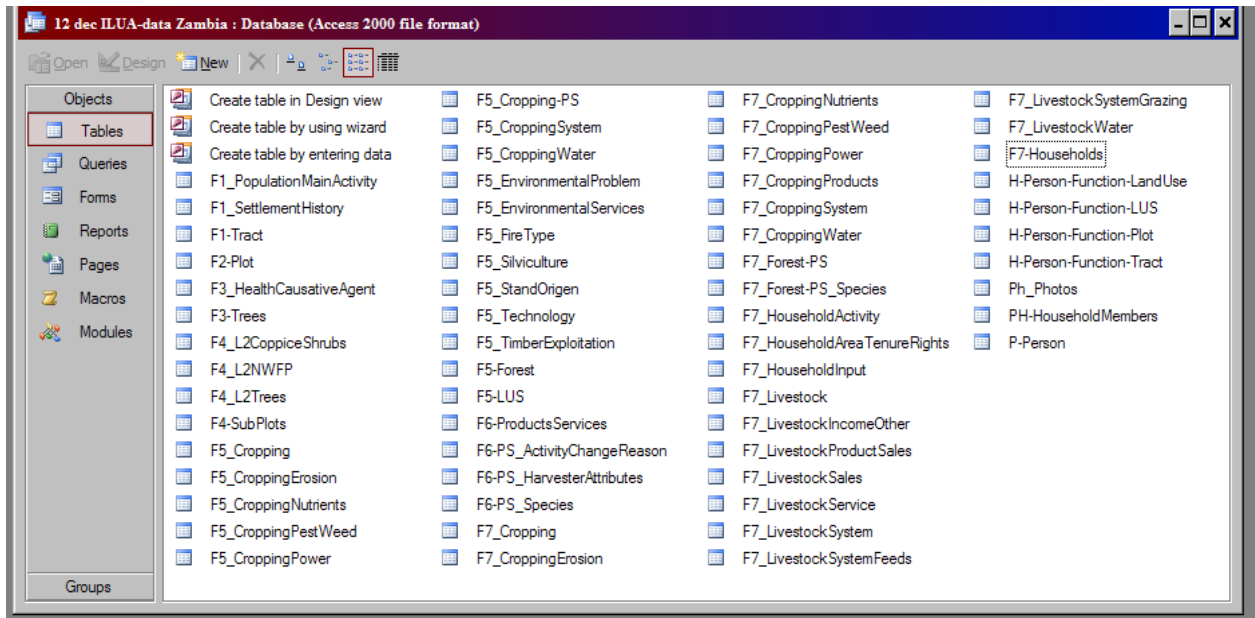 12 dec ILUA-data Zambia : Database (Access 2000 file format)
Open Design New
Objects
Tables
Queries
Forms
Reports
Pages
Macros
Modules
Groups
Create table in Design view
Create table by using wizard
Create table by entering data
F1_PopulationMainActivity
F1_SettlementHistory
F1-Tract
F2-Plot
F3_HealthCausativeAgent
F3-Trees
F4_L2CoppiceShrubs
F4_L2NWFP
F4_L2Trees
F4-SubPlots
F5_Cropping
F5_CroppingErosion
F5_CroppingNutrients
F5_CroppingPestWeed
F5_CroppingPower
F5_Cropping-PS
F5_CroppingSystem
F5_CroppingWater
F5_EnvironmentalProblem
F5_EnvironmentalServices
F5_FireType
F5_Silviculture
F5_StandOrigen
F5_Technology
F5_TimberExploitation
F5-Forest
F5-LUS
F6-ProductsServices
F6-PS_ActivityChangeReason
F6-PS_HarvesterAttributes
F6-PS_Species
F7_Cropping
F7_CroppingErosion
F7_CroppingNutrients
F7_CroppingPestWeed
F7_CroppingPower
F7_CroppingProducts
F7_CroppingSystem
F7_CroppingWater
F7_Forest-PS
F7_Forest-PS_Species
F7_HouseholdActivity
F7_HouseholdAreaTenureRights
F7_HouseholdInput
F7_Livestock
F7_LivestockIncomeOther
F7_LivestockProductSales
F7_LivestockSales
F7_LivestockService
F7_LivestockSystem
F7_LivestockSystemFeeds
F7_LivestockSystemGrazing
F7_LivestockWater
F7-Households
H-Person-Function-LandUse
H-Person-Function-LUS
H-Person-Function-Plot
H-Person-Function-Tract
Ph_Photos
PH-HouseholdMembers
P-Person